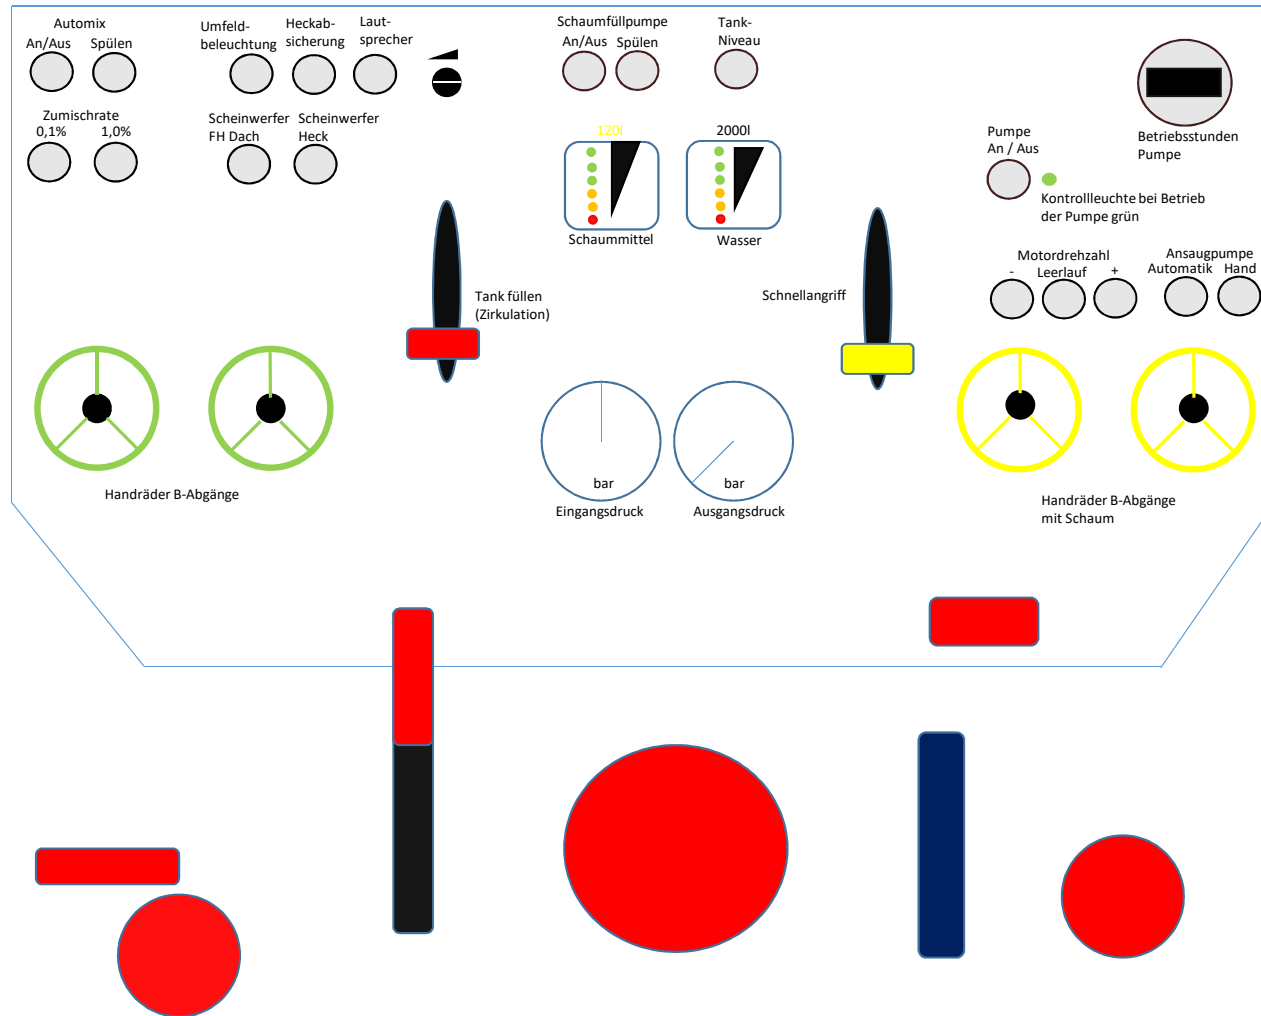 Automix
An/Aus Spülen
Umfeld-
beleuchtung
Heckab-
sicherung
Laut-
sprecher
Schaumfüllpumpe
An/Aus Spülen
Tank-
Niveau
Zumischrate
0,1% 1,0%
Scheinwerfer
FH Dach
Scheinwerfer
Heck
120l
2000l
Schaummittel
Wasser
Pumpe
An / Aus
Betriebsstunden
Pumpe
Kontrollleuchte bei Betrieb
der Pumpe grün
Motordrehzahl
- Leerlauf +
Ansaugpumpe
Automatik Hand
Tank füllen
(Zirkulation)
Schnellangriff
bar
bar
Eingangsdruck
Ausgangsdruck
Handräder B-Abgänge
Handräder B-Abgänge
mit Schaum